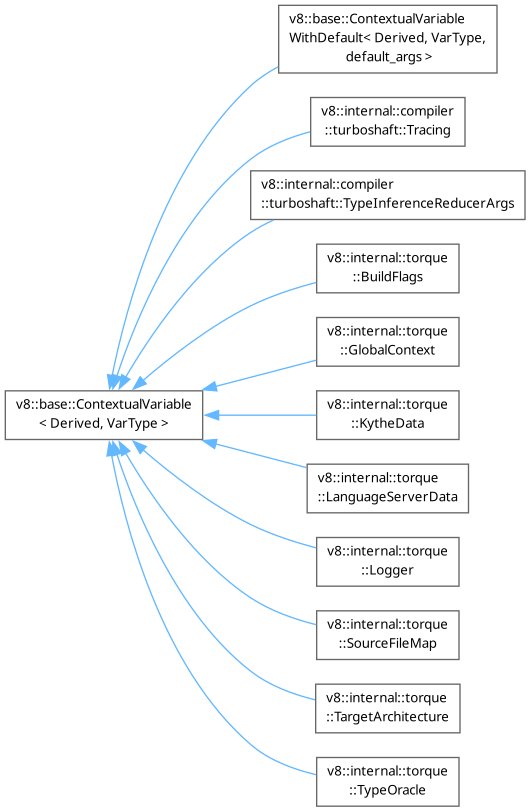 v8::base::ContextualVariable
WithDefault< Derived, VarType,
default_args >
v8::internal::compiler
::turboshaft::Tracing
v8::internal::compiler
::turboshaft::TypeInferenceReducerArgs
v8::internal::torque
::BuildFlags
v8::internal::torque
::GlobalContext
v8::base::ContextualVariable
< Derived, VarType >
v8::internal::torque
::KytheData
v8::internal::torque
::LanguageServerData
v8::internal::torque
::Logger
v8::internal::torque
::SourceFileMap
v8::internal::torque
::TargetArchitecture
v8::internal::torque
::TypeOracle